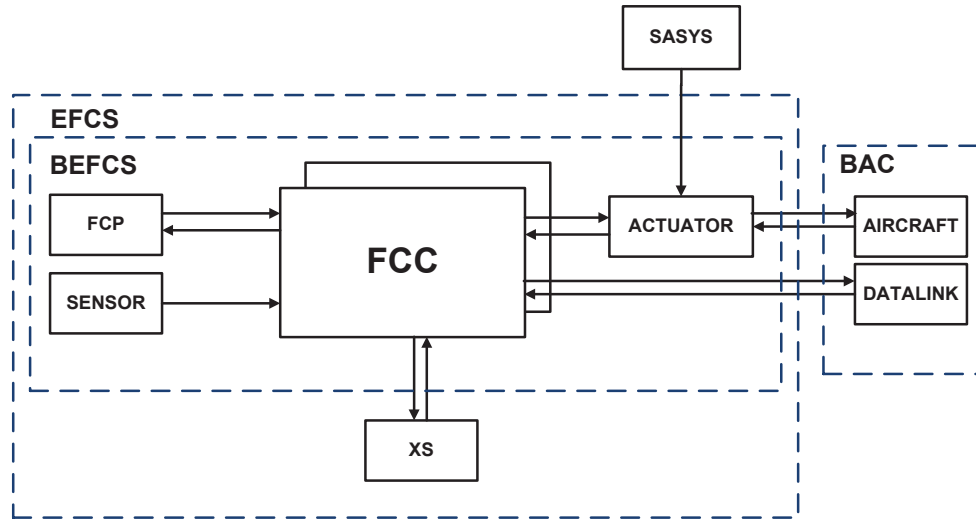 SASYS
EFCS
BEFCS
BAC
FCP
FCC
ACTUATOR
AIRCRAFT
SENSOR
DATALINK
XS